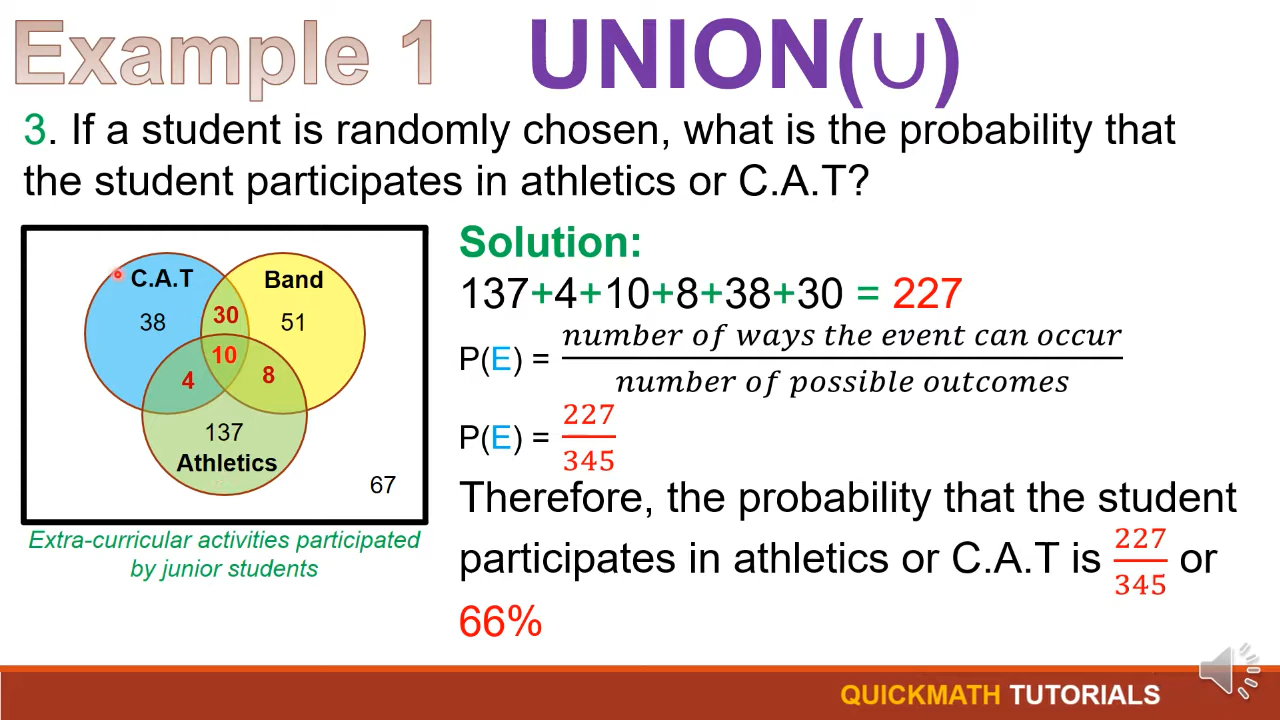 Example 1 UNION(∪)
3. If a student is randomly chosen, what is the probability that
the student participates in athletics or C.A.T?
C.A.T
Band
38
30
51
10
4
8
137
Athletics
67
Extra-curricular activities participated
by junior students
Solution:
137+4+10+8+38+30 = 227
P(E) = number of ways the event can occur
number of possible outcomes
P(E) = 227
345
Therefore, the probability that the student
participates in athletics or C.A.T is 227/345 or
66%
QUICKMATH TUTORIALS